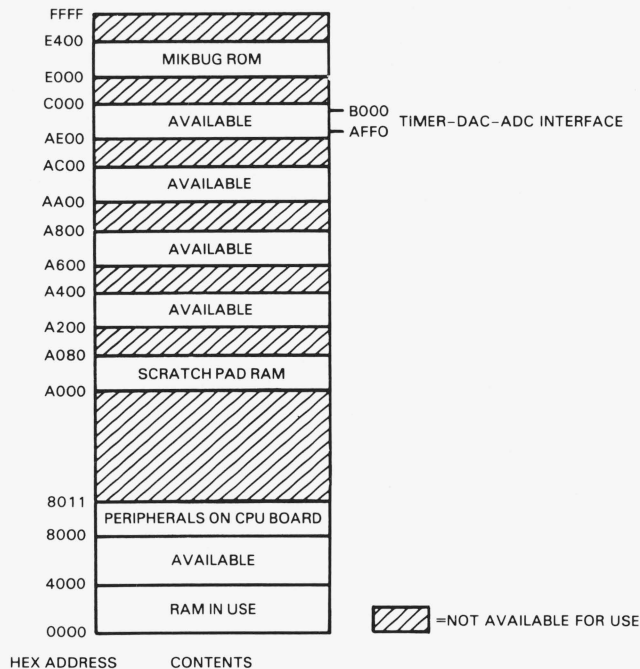 FFFF
E400
MIKBUG ROM
E000
C000
AVAILABLE
B000
TIMER-DAC-ADC INTERFACE
AFF0
AE00
AC00
AVAILABLE
AA00
A800
AVAILABLE
A600
A400
AVAILABLE
A200
A080
SCRATCH PAD RAM
A000
8011
PERIPHERALS ON CPU BOARD
8000
AVAILABLE
4000
RAM IN USE
=NOT AVAILABLE FOR USE
0000
HEX ADDRESS CONTENTS